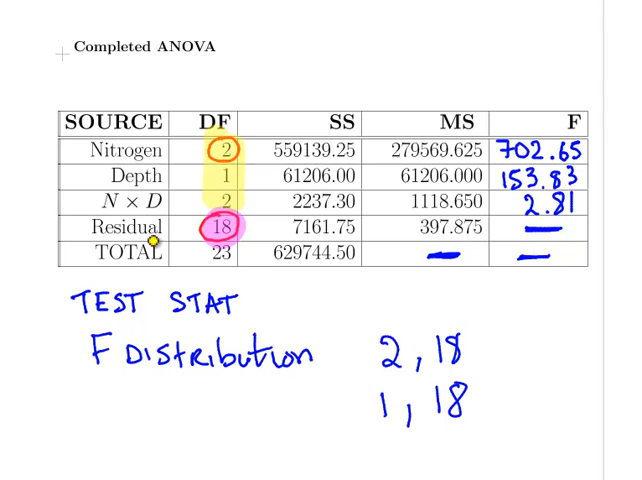 Completed ANOVA
SOURCE DF SS MS F
Nitrogen 2 559139.25 279569.625 702.65
Depth 1 61206.00 61206.000 153.83
N × D 2 2237.30 1118.650 2.81
Residual 18 7161.75 397.875 —
TOTAL 23 629744.50 — —
TEST STAT
F DISTRIBUTION 2, 18
1, 18